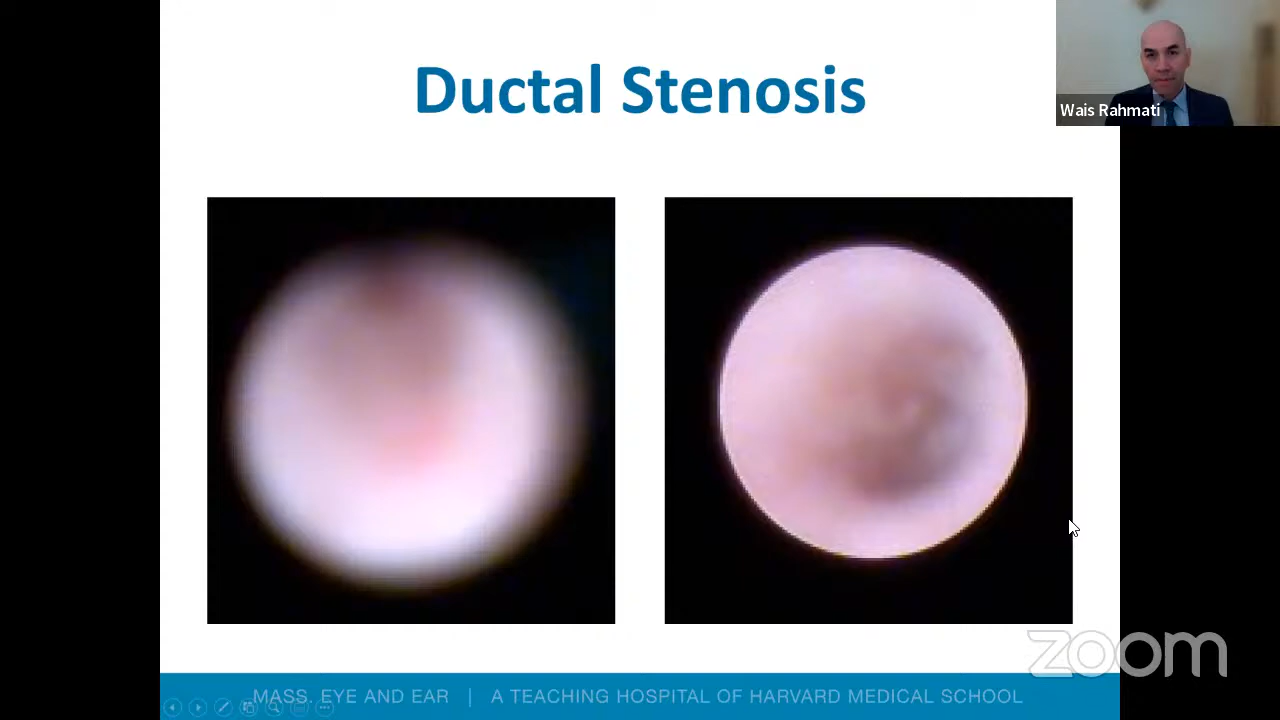 Ductal Stenosis
Wais Rahmati
zoom
MASS. EYE AND EAR | A TEACHING HOSPITAL OF HARVARD MEDICAL SCHOOL